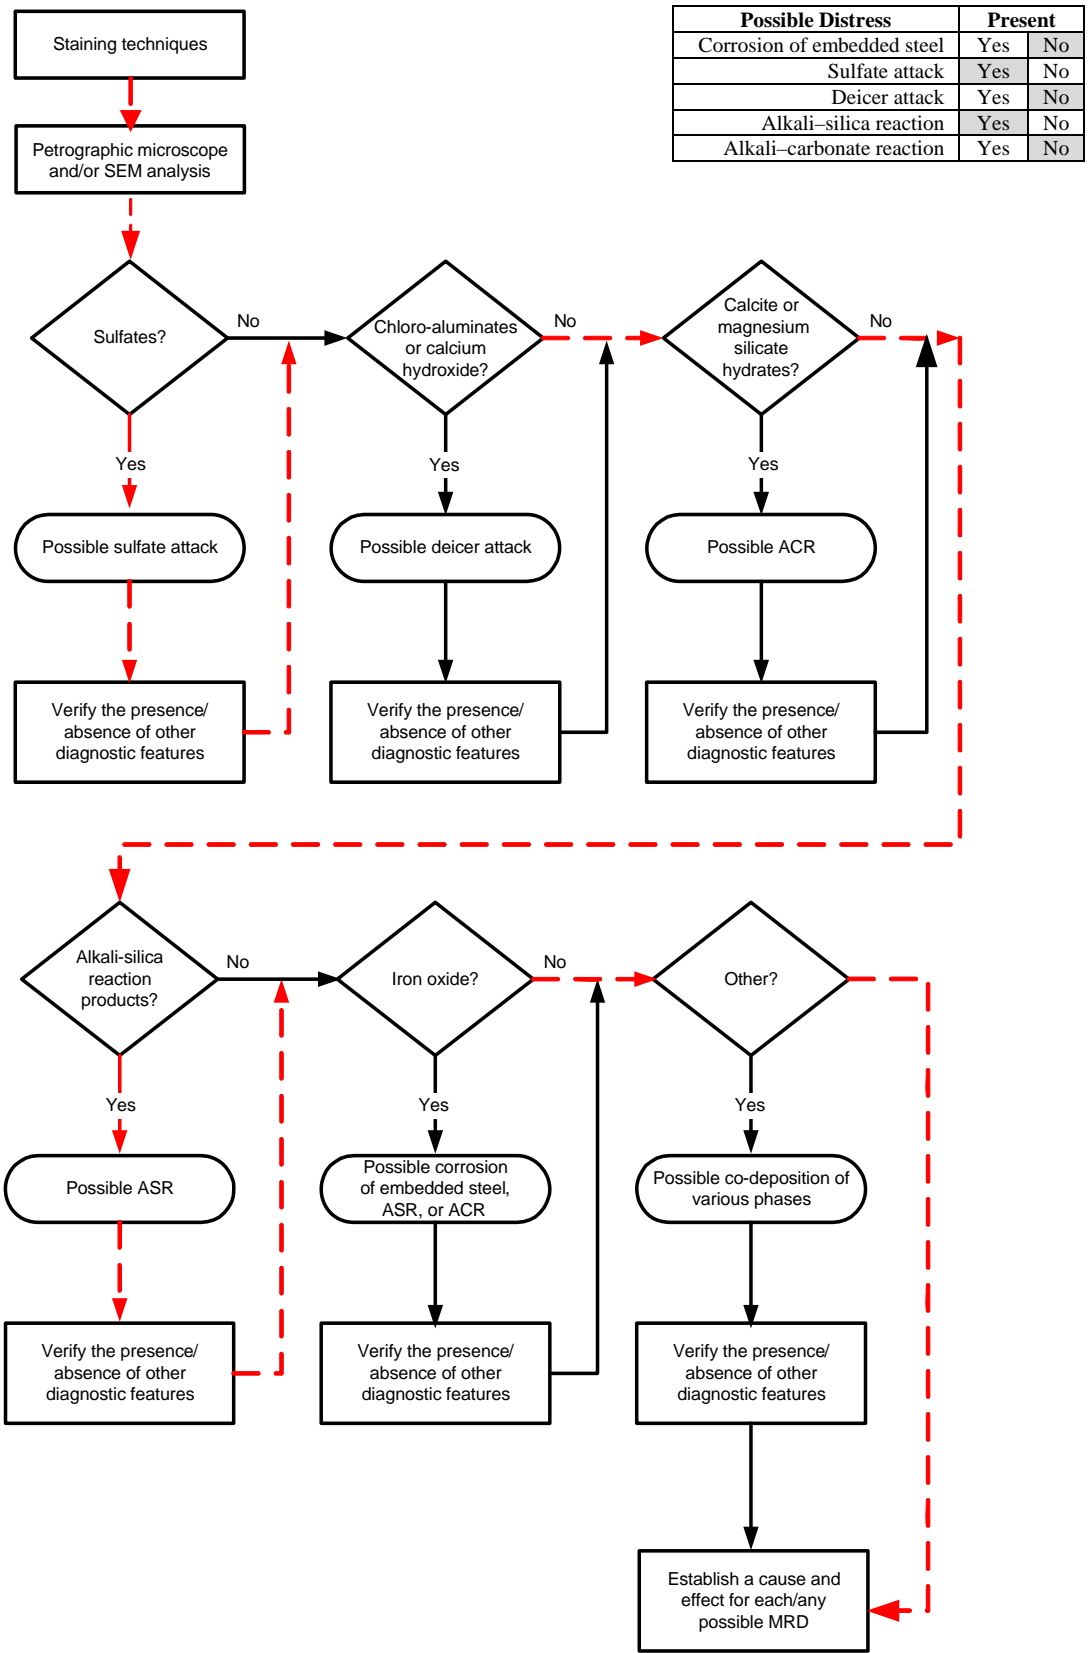 Staining techniques
Possible Distress Present
Corrosion of embedded steel Yes No
Sulfate attack Yes No
Deicer attack Yes No
Alkali–silica reaction Yes No
Alkali–carbonate reaction Yes No
Petrographic microscope
and/or SEM analysis
Sulfates?
No
Chloro-aluminates
or calcium
hydroxide?
No
Calcite or
magnesium
silicate
hydrates?
No
Yes
Yes
Yes
Possible sulfate attack
Possible deicer attack
Possible ACR
Verify the presence/
absence of other
diagnostic features
Verify the presence/
absence of other
diagnostic features
Verify the presence/
absence of other
diagnostic features
Alkali-silica
reaction
products?
No
Iron oxide?
No
Other?
Yes
Yes
Yes
Possible ASR
Possible corrosion
of embedded steel,
ASR, or ACR
Possible co-deposition of
various phases
Verify the presence/
absence of other
diagnostic features
Verify the presence/
absence of other
diagnostic features
Verify the presence/
absence of other
diagnostic features
Establish a cause and
effect for each/any
possible MRD